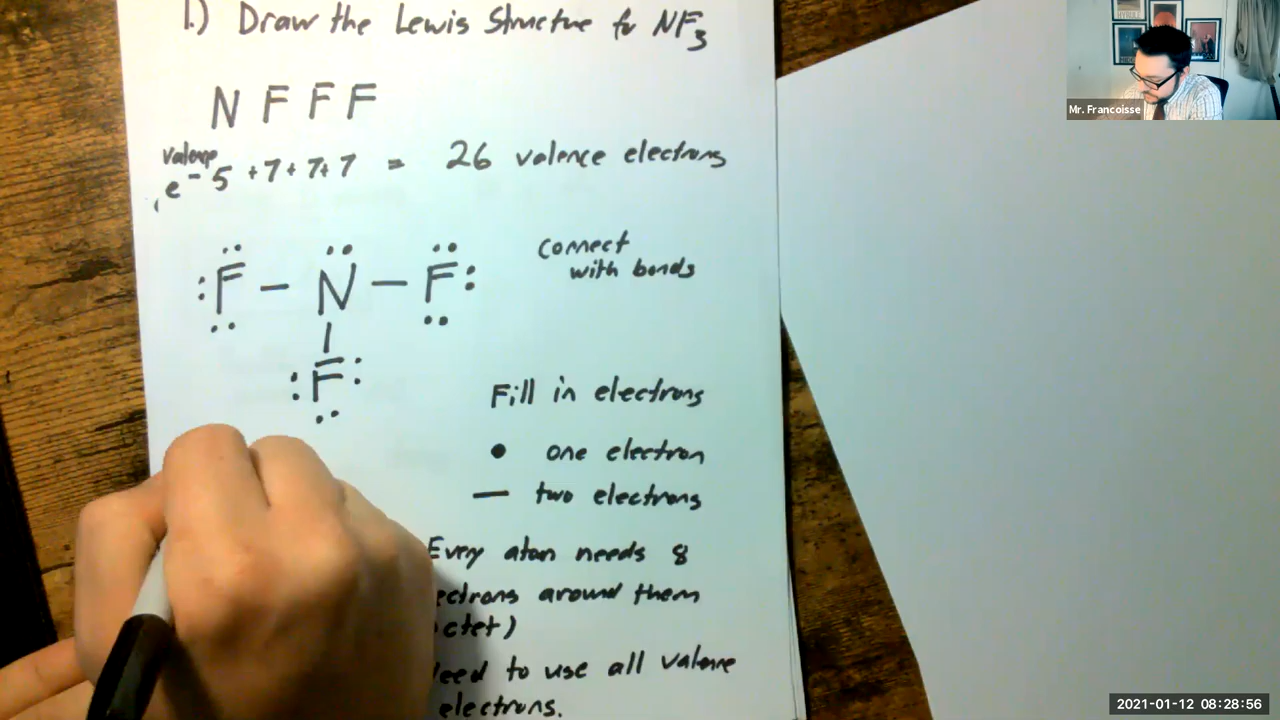 1.) Draw the Lewis Structure for NF3
N F F F
valence
e- 5 +7+7+7 = 26 valence electrons
F – N – F
F
connect
with bonds
Fill in electrons
• one electron
— two electrons
Every atom needs 8
ectrons around them
octet)
need to use all valence
electrons.
Mr. Francoisse
2021-01-12 08:28:56